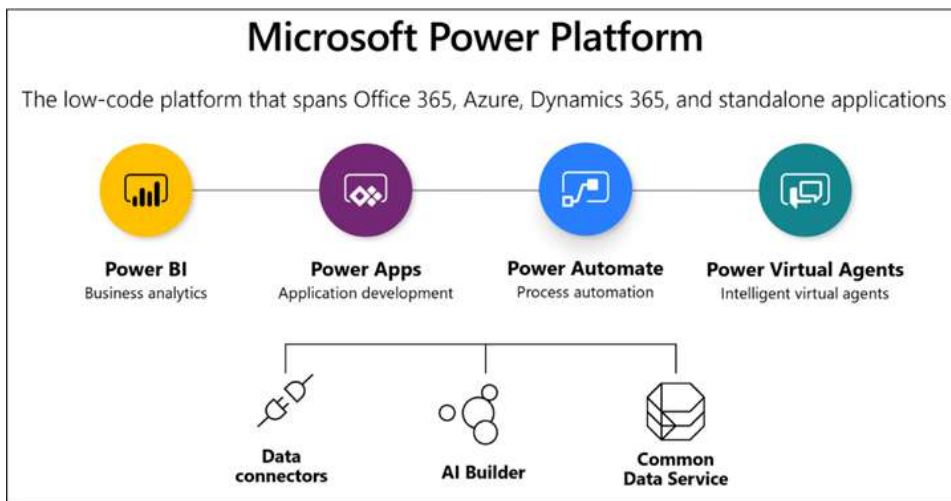 Microsoft Power Platform
The low-code platform that spans Office 365, Azure, Dynamics 365, and standalone applications
Power BI
Business analytics
Power Apps
Application development
Power Automate
Process automation
Power Virtual Agents
Intelligent virtual agents
Data
connectors
AI Builder
Common
Data Service